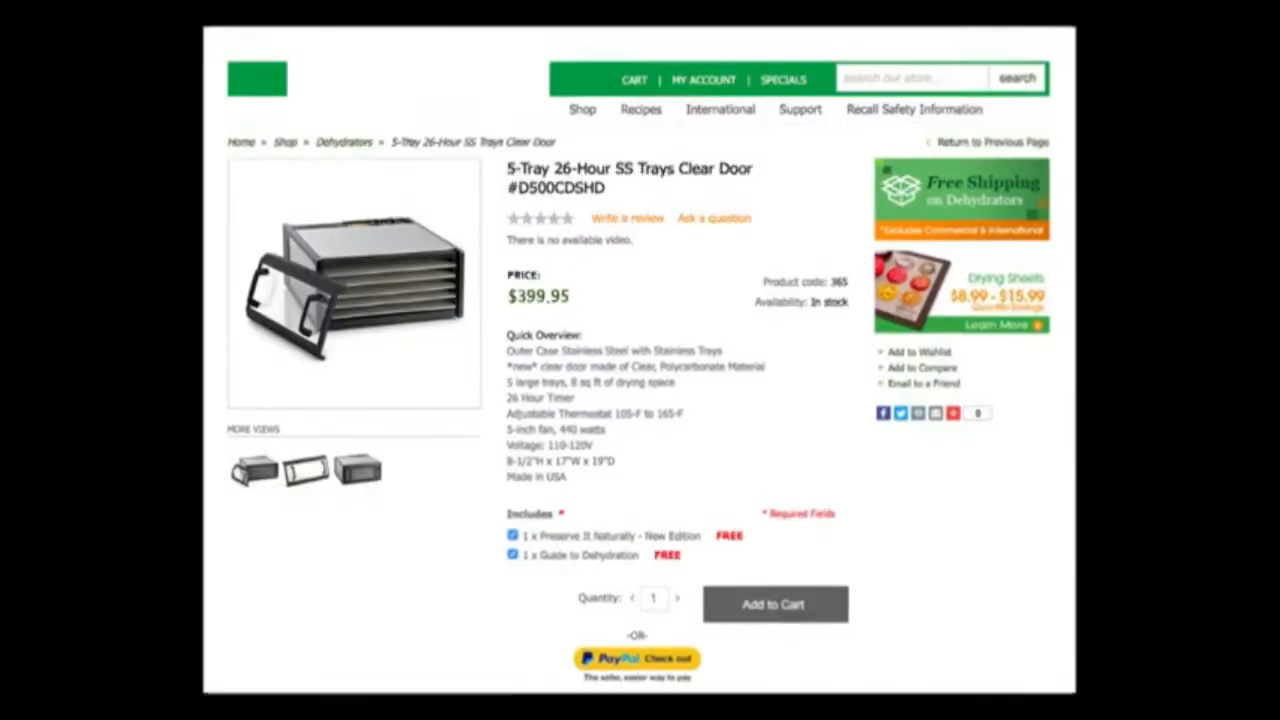 CART | MY ACCOUNT | SPECIALS
search our store...
search
Shop
Recipes
International
Support
Recall Safety Information
Home » Shop » Dehydrators » 5-Tray 26-Hour SS Trays Clear Door
Return to Previous Page
5-Tray 26-Hour SS Trays Clear Door
#D500CDSHD
Write a review
Ask a question
There is no available video.
PRICE:
$399.95
Product code: 365
Availability: In stock
Quick Overview:
Outer Case Stainless Steel with Stainless Trays
*new* clear door made of Clear, Polycarbonate Material
5 large trays, 8 sq ft of drying space
26 Hour Timer
Adjustable Thermostat 105-F to 165-F
5-inch fan, 440 watts
Voltage: 110-120V
8-1/2"H x 17"W x 19"D
Made in USA
Includes *
* Required Fields
1 x Preserve It Naturally - New Edition FREE
1 x Guide to Dehydration FREE
Quantity: < 1 >
Add to Cart
-OR-
PayPal Check out
The safer, easier way to pay
MORE VIEWS
Free Shipping
on Dehydrators
*Excludes Commercial & International
Drying Sheets
$8.99 - $15.99
Learn More
Add to Wishlist
Add to Compare
Email to a Friend
0